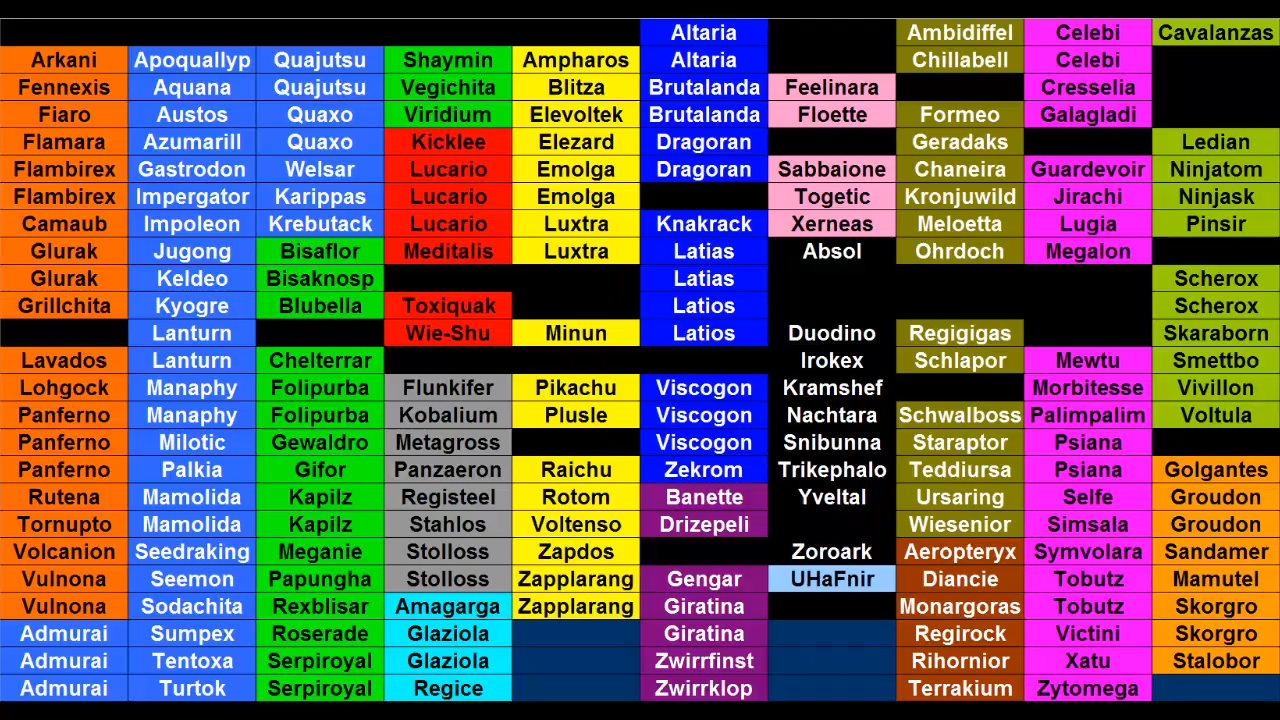 Altaria Ambidiffel Celebi Cavalanzas
Arkani Apoquallyp Quajutsu Shaymin Ampharos Altaria Chillabell Celebi
Fennexis Aquana Quajutsu Vegichita Blitza Brutalanda Feelinara Cresselia
Fiaro Austos Quaxo Viridium Elevoltek Brutalanda Floette Formeo Galagladi
Flamara Azumarill Quaxo Kicklee Elezard Dragoran Geradaks Ledian
Flambirex Gastrodon Welsar Lucario Emolga Dragoran Sabbaione Chaneira Guardevoir Ninjatom
Flambirex Impergator Karippas Lucario Emolga Togetic Kronjuwild Jirachi Ninjask
Camaub Impoleon Krebutack Lucario Luxtra Knakrack Xerneas Meloetta Lugia Pinsir
Glurak Jugong Bisaflor Meditalis Luxtra Latias Absol Ohrdoch Megalon
Glurak Keldeo Bisaknosp Latias Scherox
Grillchita Kyogre Blubella Toxiquak Latios Scherox
Lanturn Wie-Shu Minun Latios Duodino Regigigas Skaraborn
Lavados Lanturn Chelterrar Irokex Schlapor Mewtu Smettbo
Lohgock Manaphy Folipurba Flunkifer Pikachu Viscogon Kramshef Morbitesse Vivillon
Panferno Manaphy Folipurba Kobalium Plusle Viscogon Nachtara Schwalboss Palimpalim Voltula
Panferno Milotic Gewaldro Metagross Viscogon Snibunna Staraptor Psiana
Panferno Palkia Gifor Panzaeron Raichu Zekrom Trikephalo Teddiursa Psiana Golgantes
Rutena Mamolida Kapilz Registeel Rotom Banette Yveltal Ursaring Selfe Groudon
Tornupto Mamolida Kapilz Stahlos Voltenso Drizepeli Wiesenior Simsala Groudon
Volcanion Seedraking Meganie Stolloss Zapdos Zoroark Aeropteryx Symvolara Sandamer
Vulnona Seemon Papungha Stolloss Zapplarang Gengar UHaFnir Diancie Tobutz Mamutel
Vulnona Sodachita Rexblisar Amagarga Zapplarang Giratina Monargoras Tobutz Skorgro
Admurai Sumpex Roserade Glaziola Giratina Regirock Victini Skorgro
Admurai Tentoxa Serpiroyal Glaziola Zwirrfinst Rihornior Xatu Stalobor
Admurai Turtok Serpiroyal Regice Zwirrklop Terrakium Zytomega